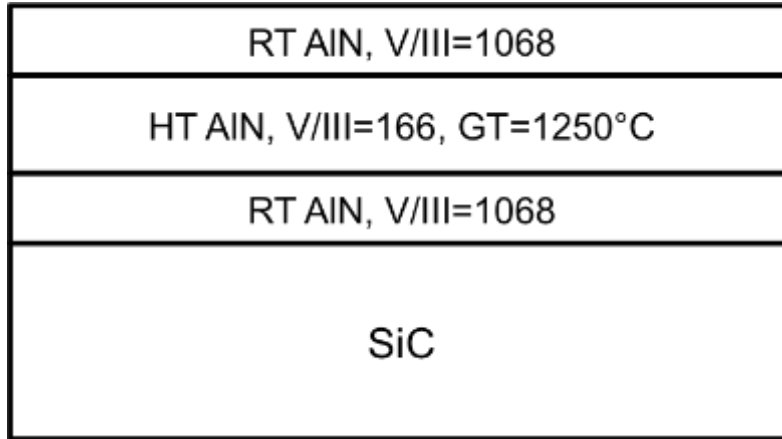 RT AlN, V/III=1068
HT AlN, V/III=166, GT=1250°C
RT AlN, V/III=1068
SiC